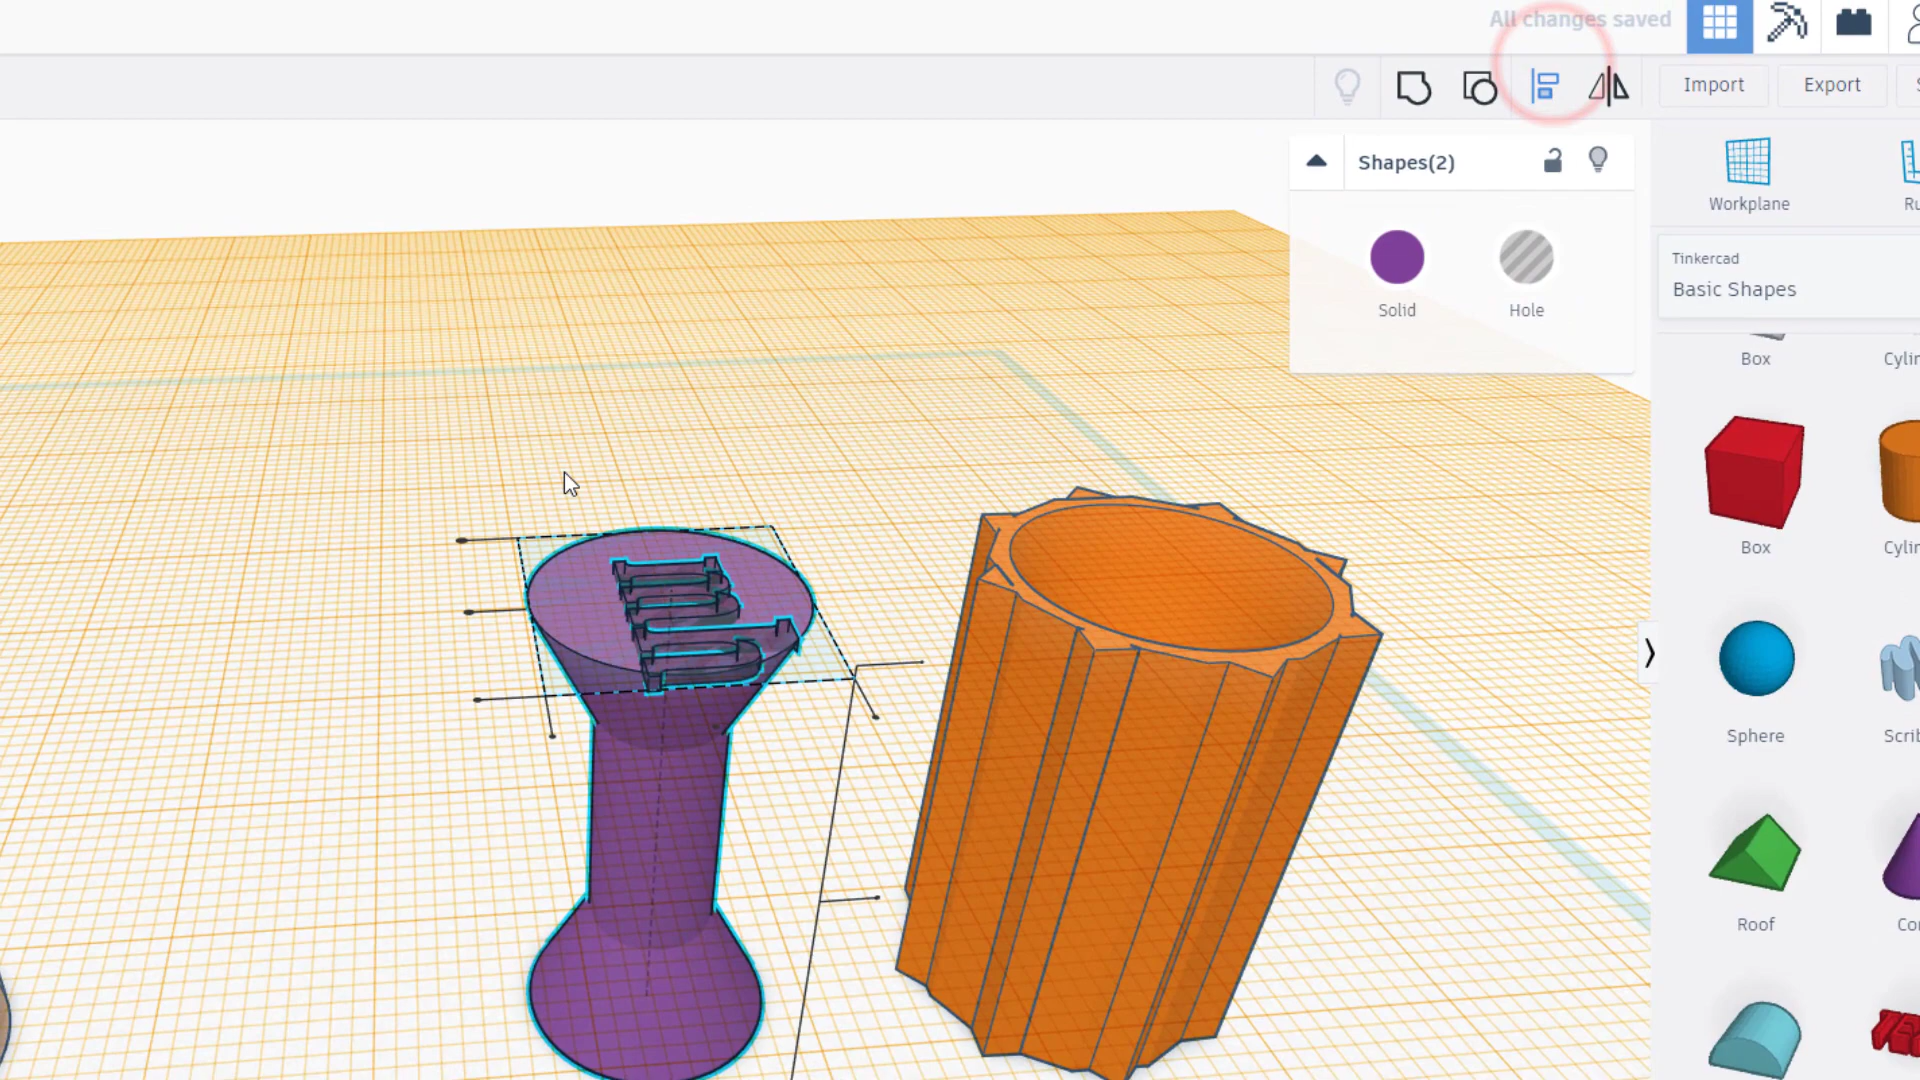 All changes saved
Import
Export
Shapes(2)
Solid
Hole
Workplane
Tinkercad
Basic Shapes
Box
Box
Sphere
Roof